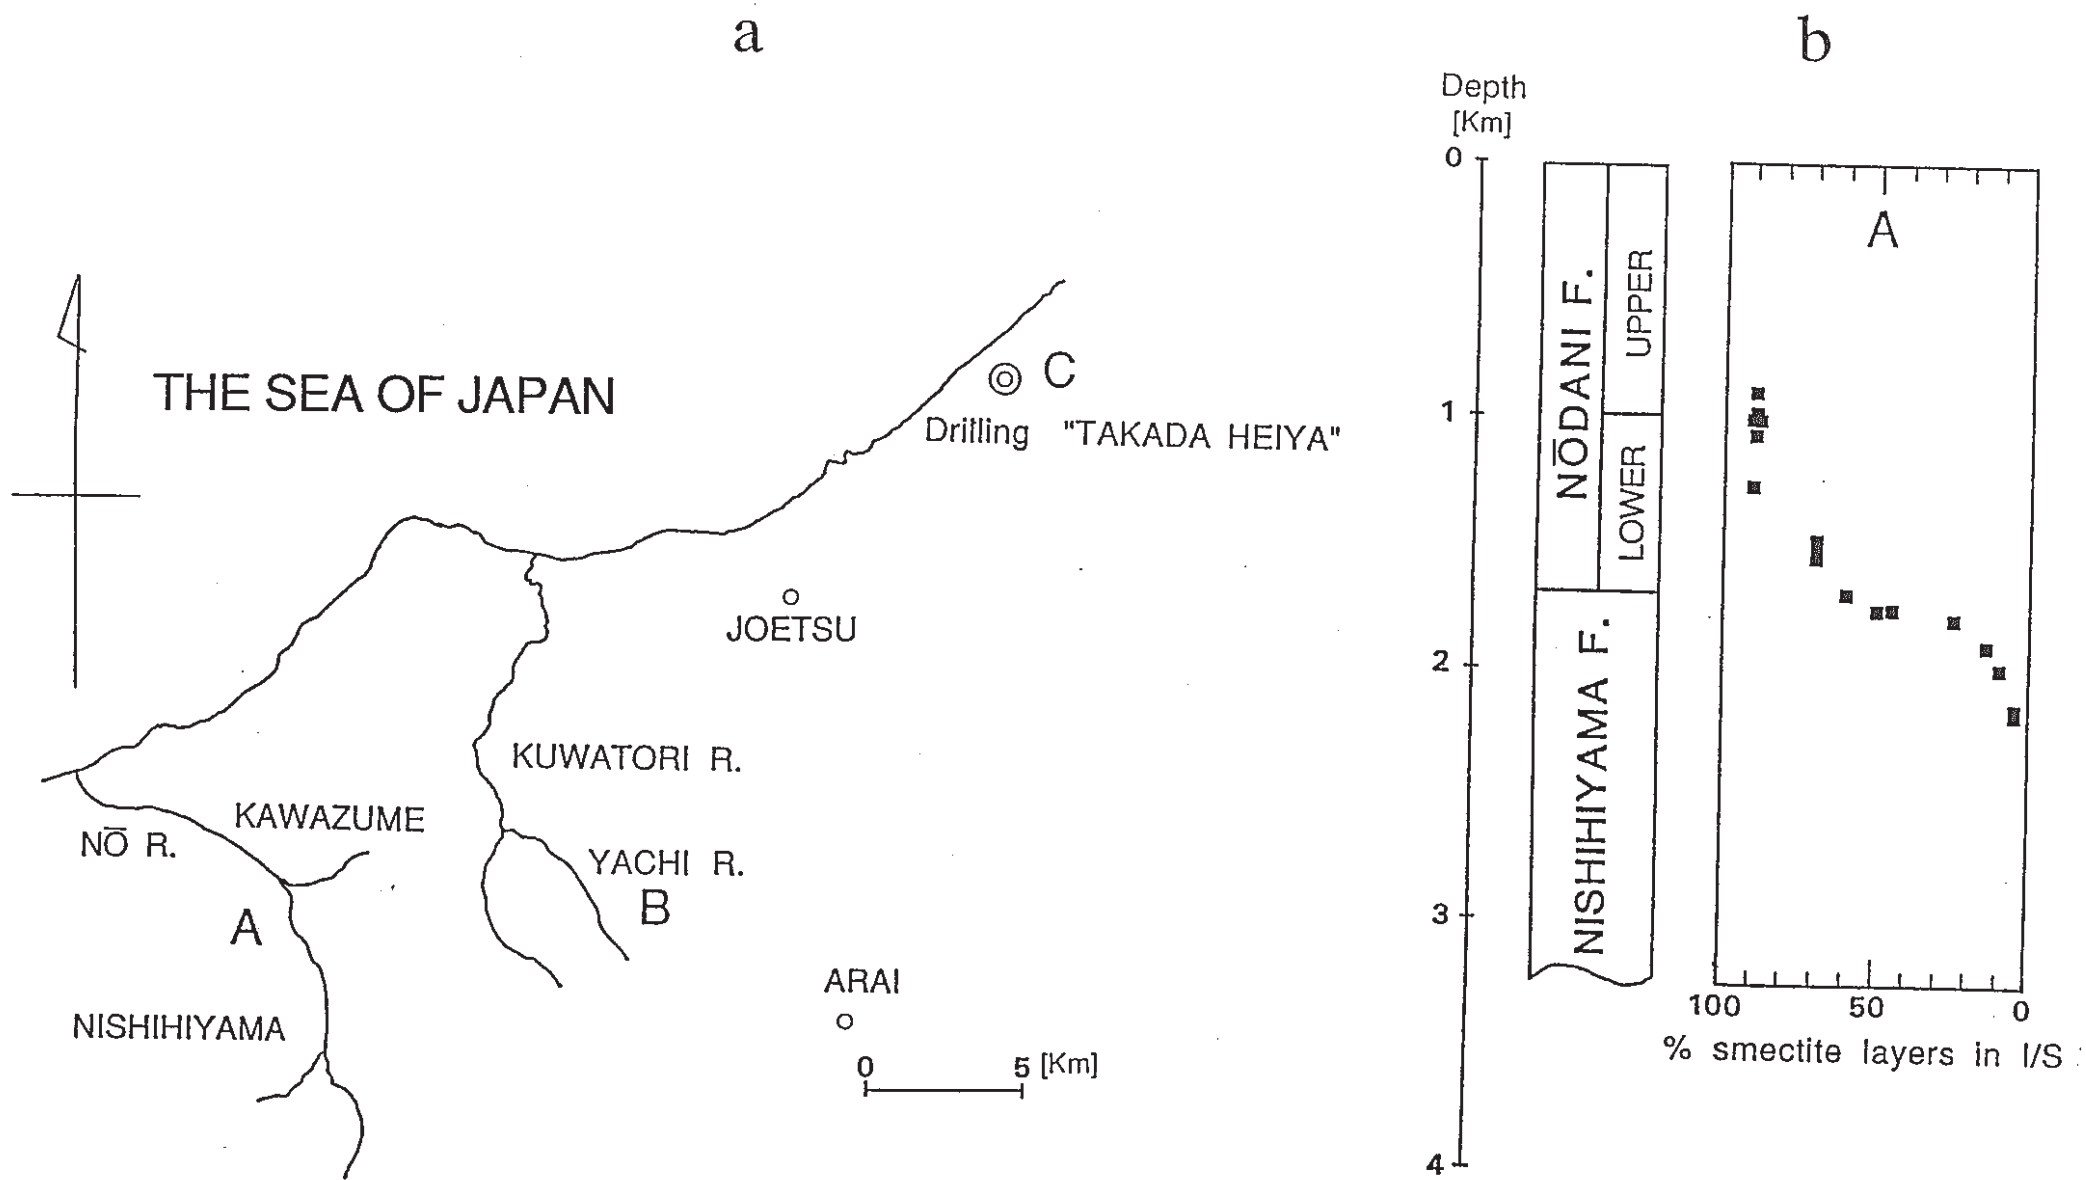 a
THE SEA OF JAPAN
C
Drilling "TAKADA HEIYA"
JOETSU
KUWATORI R.
KAWAZUME
NŌ R.
YACHI R.
B
A
NISHIHIYAMA
ARAI
0 5 [Km]
b
Depth
[Km]
0
1
2
3
4
NŌDANI F.
UPPER
LOWER
NISHIHIYAMA F.
A
100 50 0
% smectite layers in I/S